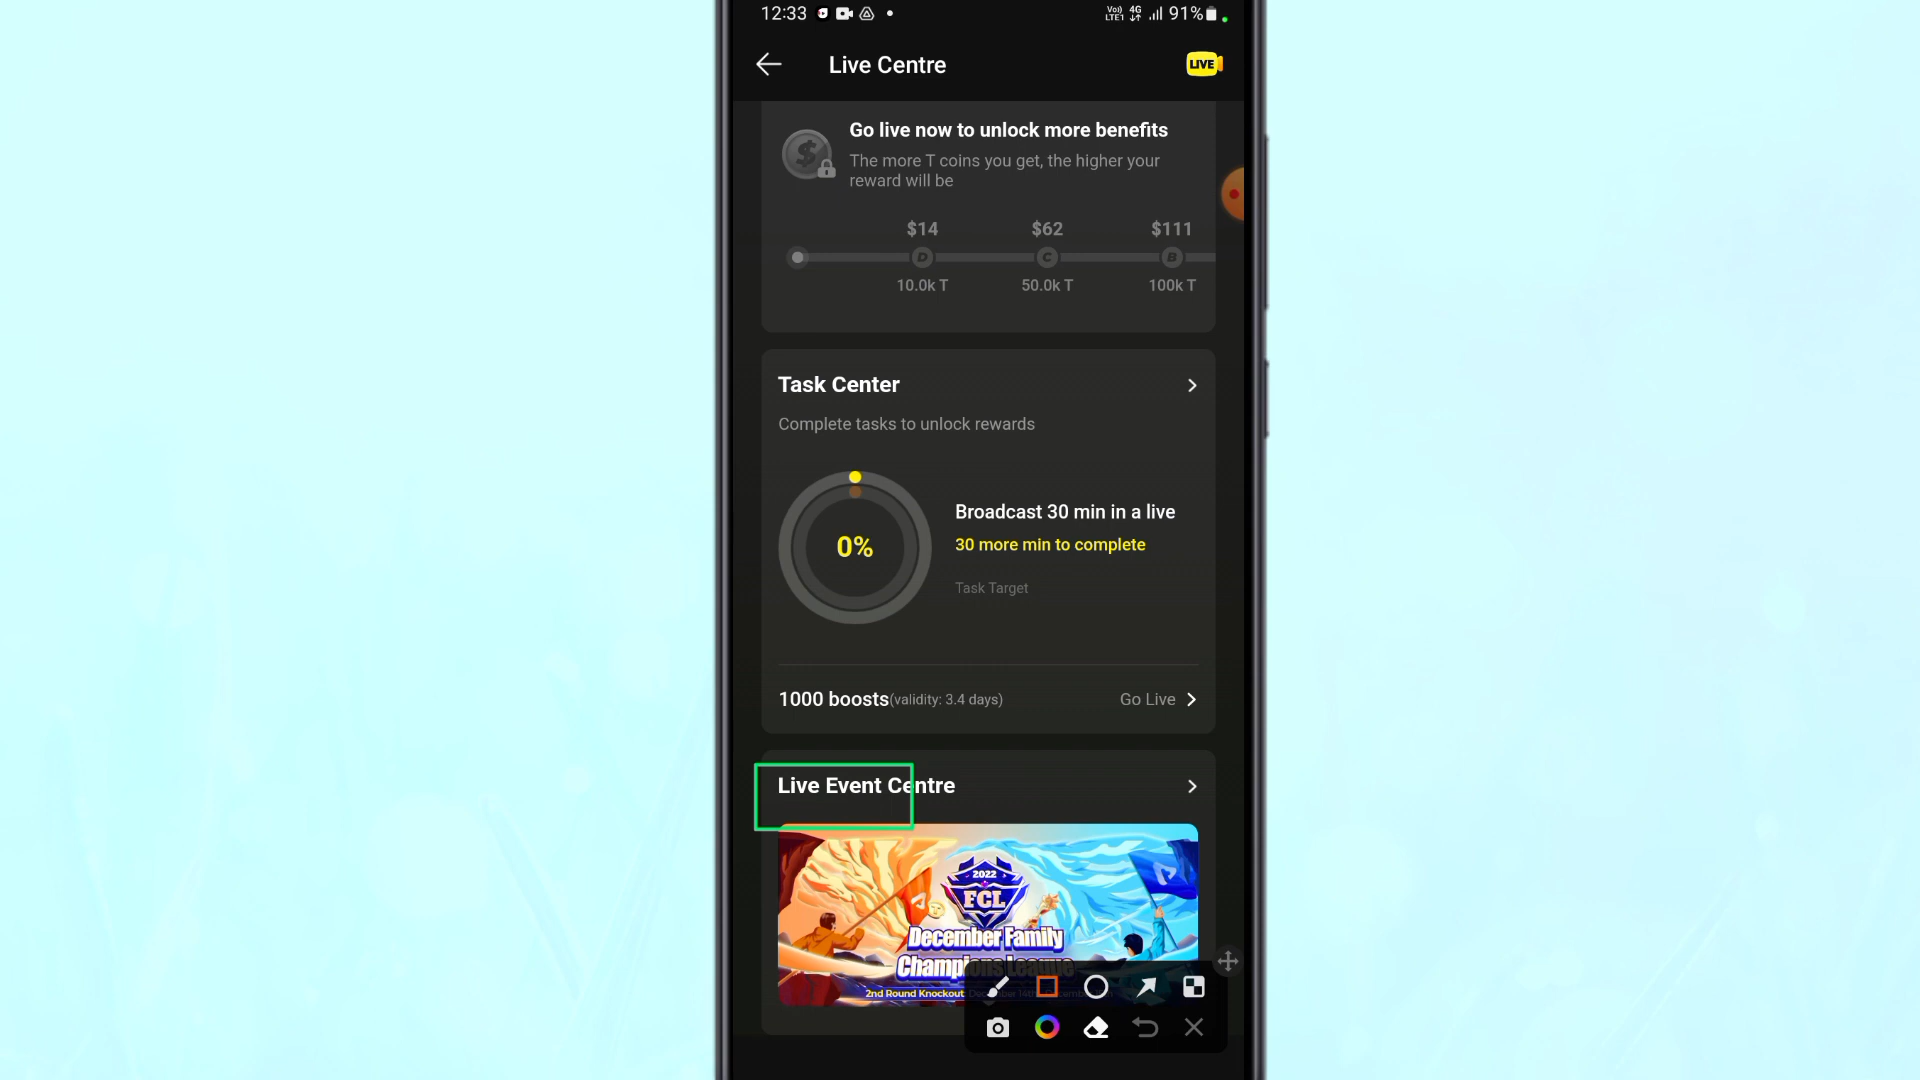 12:33
Vo)) 4G 91%
LTE1
Live Centre
LIVE
Go live now to unlock more benefits
The more T coins you get, the higher your
reward will be
$14 $62 $111
D C B
10.0k T 50.0k T 100k T
Task Center
Complete tasks to unlock rewards
0%
Broadcast 30 min in a live
30 more min to complete
Task Target
1000 boosts(validity: 3.4 days)
Go Live
Live Event Centre
2022
FCL
December Family
Champions League
2nd Round Knockout